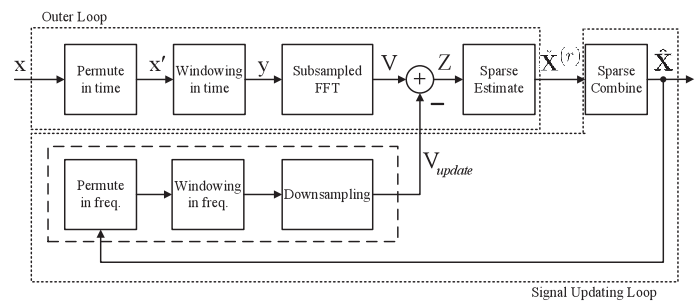 Outer Loop
x
Permute
in time
x′
Windowing
in time
y
Subsampled
FFT
V
+
−
Z
Sparse
Estimate
X̌^(r)
Sparse
Combine
X̂
Permute
in freq.
Windowing
in freq.
Downsampling
V_update
Signal Updating Loop